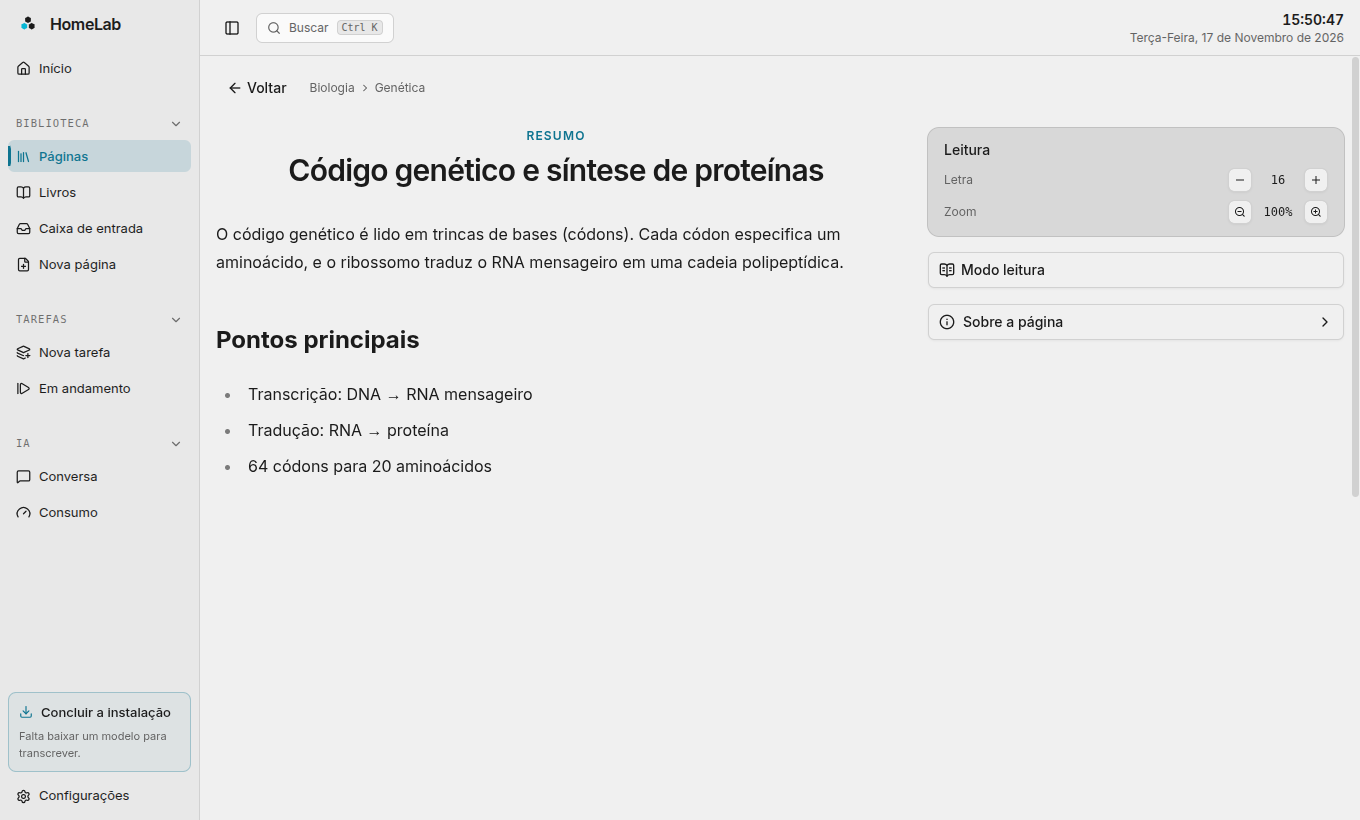 HomeLab
Início
BIBLIOTECA
Páginas
Livros
Caixa de entrada
Nova página
TAREFAS
Nova tarefa
Em andamento
IA
Conversa
Consumo
Concluir a instalação
Falta baixar um modelo para
transcrever.
Configurações
Buscar Ctrl K
15:50:47
Terça-Feira, 17 de Novembro de 2026
Voltar Biologia Genética
RESUMO
Código genético e síntese de proteínas
O código genético é lido em trincas de bases (códons). Cada códon especifica um
aminoácido, e o ribossomo traduz o RNA mensageiro em uma cadeia polipeptídica.
Pontos principais
• Transcrição: DNA → RNA mensageiro
• Tradução: RNA → proteína
• 64 códons para 20 aminoácidos
Leitura
Letra 16
Zoom 100%
Modo leitura
Sobre a página